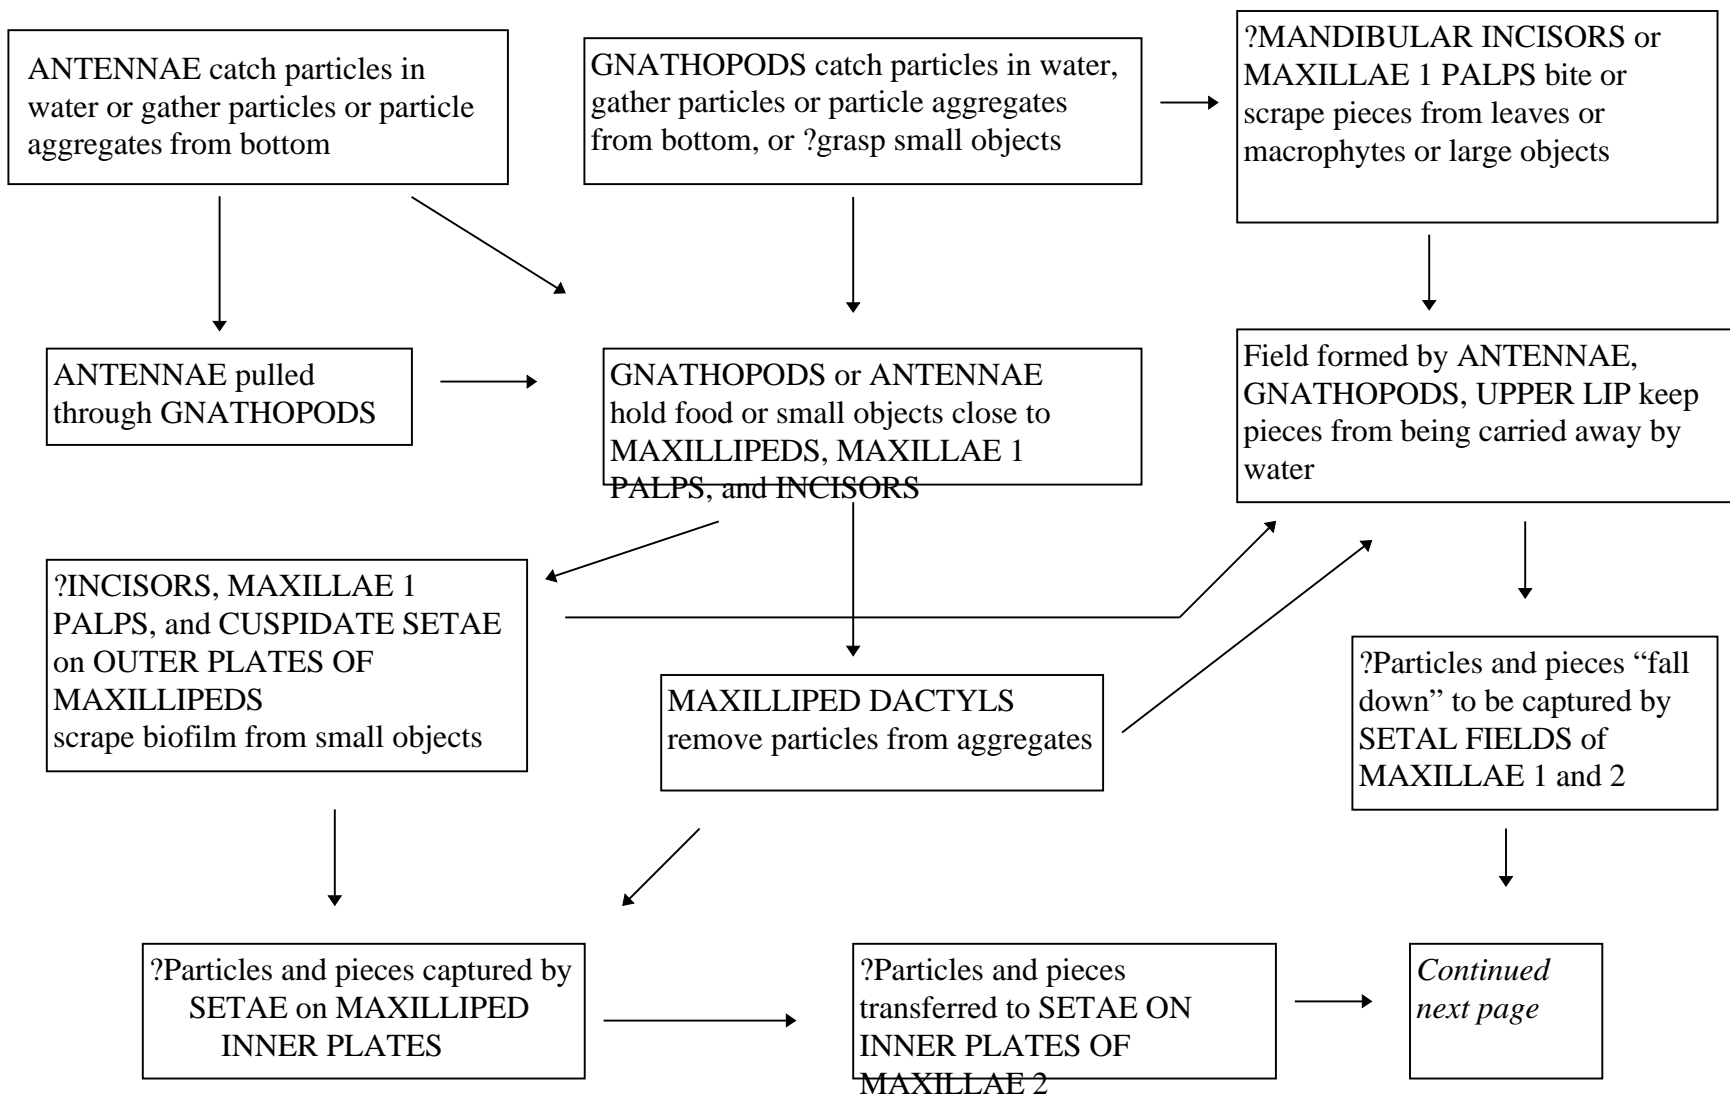 ANTENNAE catch particles in
water or gather particles or particle
aggregates from bottom
GNATHOPODS catch particles in water,
gather particles or particle aggregates
from bottom, or ?grasp small objects
?MANDIBULAR INCISORS or
MAXILLAE 1 PALPS bite or
scrape pieces from leaves or
macrophytes or large objects
ANTENNAE pulled
through GNATHOPODS
GNATHOPODS or ANTENNAE
hold food or small objects close to
MAXILLIPEDS, MAXILLAE 1
PALPS, and INCISORS
Field formed by ANTENNAE,
GNATHOPODS, UPPER LIP keep
pieces from being carried away by
water
?INCISORS, MAXILLAE 1
PALPS, and CUSPIDATE SETAE
on OUTER PLATES OF
MAXILLIPEDS
scrape biofilm from small objects
MAXILLIPED DACTYLS
remove particles from aggregates
?Particles and pieces “fall
down” to be captured by
SETAL FIELDS of
MAXILLAE 1 and 2
?Particles and pieces captured by
SETAE on MAXILLIPED
INNER PLATES
?Particles and pieces
transferred to SETAE ON
INNER PLATES OF
MAXILLAE 2
Continued
next page